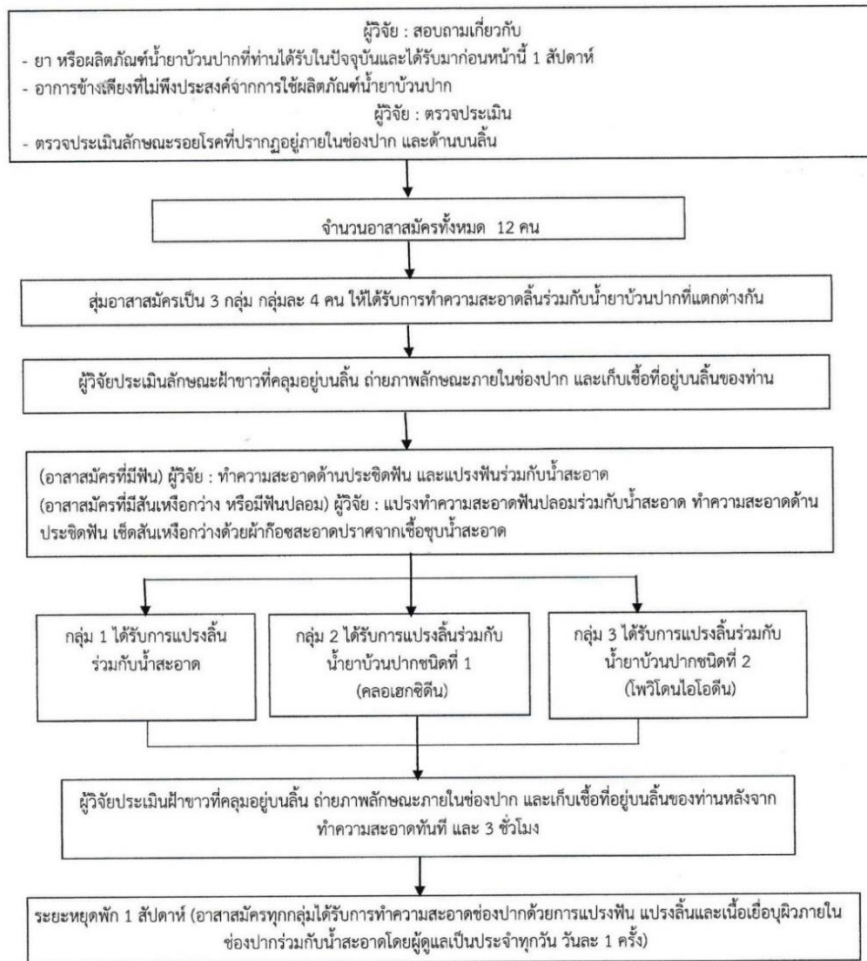 ผู้วิจัย : สอบถามเกี่ยวกับ
- ยา หรือผลิตภัณฑ์น้ำยาบ้วนปากที่ท่านได้รับในปัจจุบันและได้รับมาก่อนหน้านี้ 1 สัปดาห์
- อาการข้างเคียงที่ไม่พึงประสงค์จากการใช้ผลิตภัณฑ์น้ำยาบ้วนปาก
ผู้วิจัย : ตรวจประเมิน
- ตรวจประเมินลักษณะรอยโรคที่ปรากฏอยู่ภายในช่องปาก และด้านบนลิ้น
จำนวนอาสาสมัครทั้งหมด 12 คน
สุ่มอาสาสมัครเป็น 3 กลุ่ม กลุ่มละ 4 คน ให้ได้รับการทำความสะอาดลิ้นร่วมกับน้ำยาบ้วนปากที่แตกต่างกัน
ผู้วิจัยประเมินลักษณะฝ้าขาวที่คลุมอยู่บนลิ้น ถ่ายภาพลักษณะภายในช่องปาก และเก็บเชื้อที่อยู่บนลิ้นของท่าน
(อาสาสมัครที่มีฟัน) ผู้วิจัย : ทำความสะอาดด้านประชิดฟัน และแปรงฟันร่วมกับน้ำสะอาด
(อาสาสมัครที่มีสันเหงือกว่าง หรือมีฟันปลอม) ผู้วิจัย : แปรงทำความสะอาดฟันปลอมร่วมกับน้ำสะอาด ทำความสะอาดด้าน
ประชิดฟัน เช็ดสันเหงือกว่างด้วยผ้าก๊อซสะอาดปราศจากเชื้อชุบน้ำสะอาด
กลุ่ม 1 ได้รับการแปรงลิ้น
ร่วมกับน้ำสะอาด
กลุ่ม 2 ได้รับการแปรงลิ้นร่วมกับ
น้ำยาบ้วนปากชนิดที่ 1
(คลอเฮกซิดีน)
กลุ่ม 3 ได้รับการแปรงลิ้นร่วมกับ
น้ำยาบ้วนปากชนิดที่ 2
(โพวิโดนไอโอดีน)
ผู้วิจัยประเมินฝ้าขาวที่คลุมอยู่บนลิ้น ถ่ายภาพลักษณะภายในช่องปาก และเก็บเชื้อที่อยู่บนลิ้นของท่านหลังจาก
ทำความสะอาดทันที และ 3 ชั่วโมง
ระยะหยุดพัก 1 สัปดาห์ (อาสาสมัครทุกกลุ่มได้รับการทำความสะอาดช่องปากด้วยการแปรงฟัน แปรงลิ้นและเนื้อเยื่อบุผิวภายใน
ช่องปากร่วมกับน้ำสะอาดโดยผู้ดูแลเป็นประจำทุกวัน วันละ 1 ครั้ง)